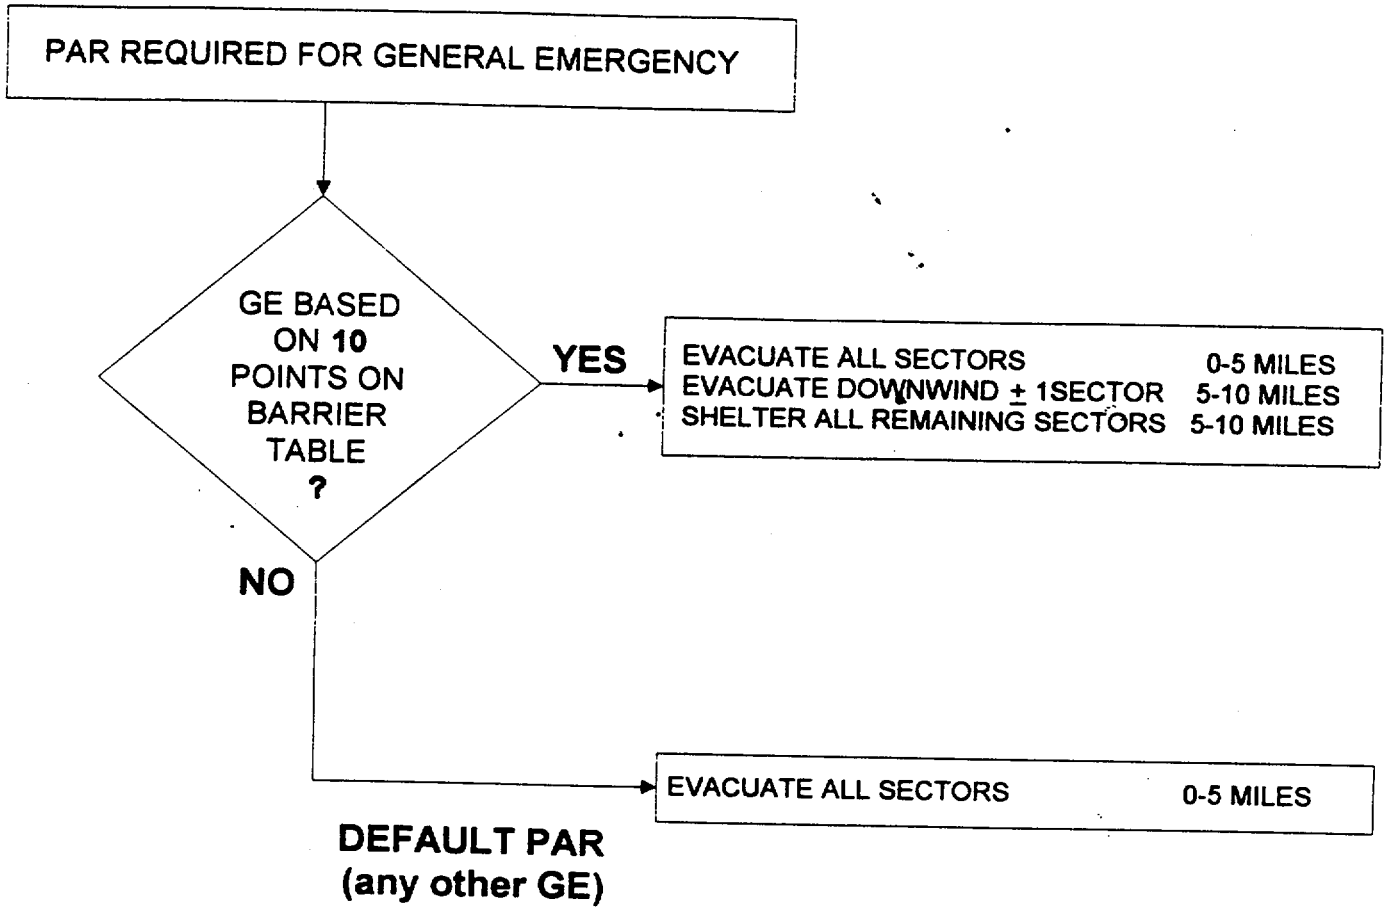 PAR REQUIRED FOR GENERAL EMERGENCY
GE BASED
ON 10
POINTS ON
BARRIER
TABLE
?
YES
EVACUATE ALL SECTORS 0-5 MILES
EVACUATE DOWNWIND ± 1SECTOR 5-10 MILES
SHELTER ALL REMAINING SECTORS 5-10 MILES
NO
EVACUATE ALL SECTORS 0-5 MILES
DEFAULT PAR
(any other GE)